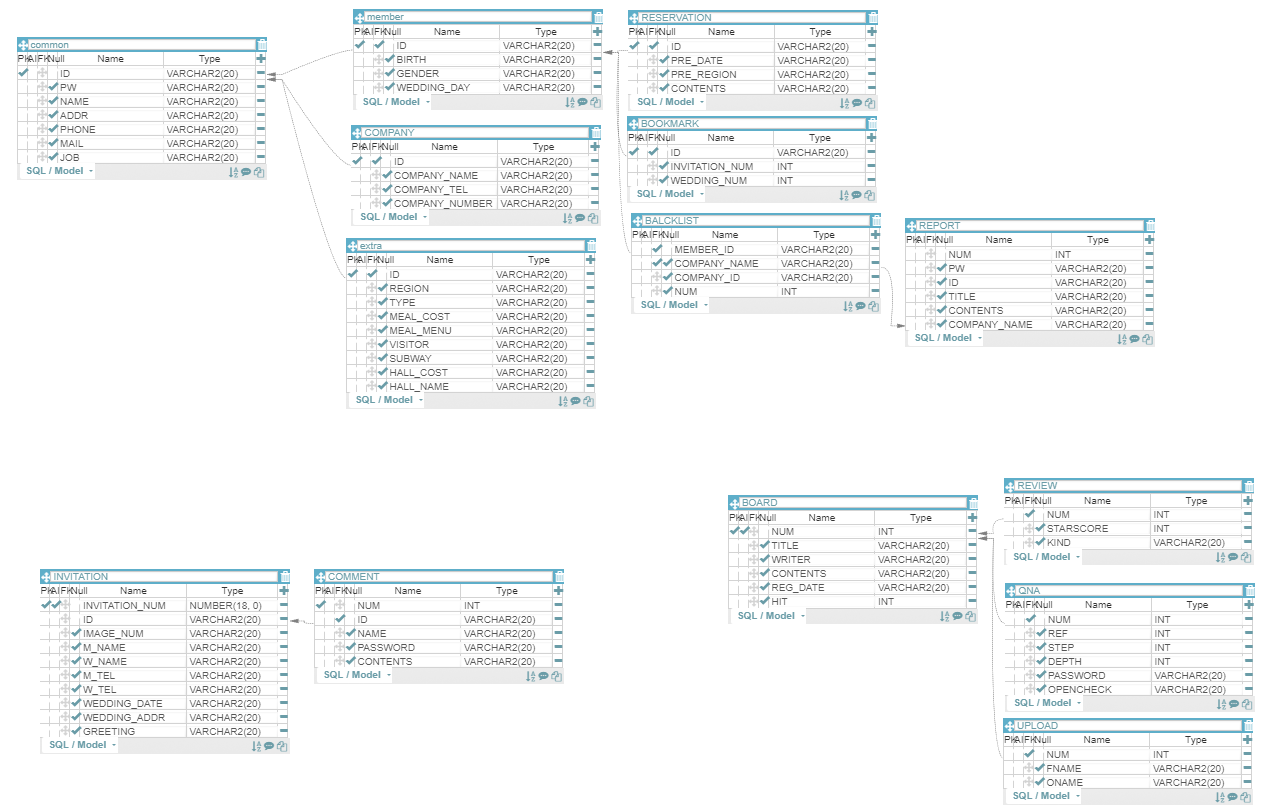 common
PK AI FK Null Name Type
ID VARCHAR2(20)
PW VARCHAR2(20)
NAME VARCHAR2(20)
ADDR VARCHAR2(20)
PHONE VARCHAR2(20)
MAIL VARCHAR2(20)
JOB VARCHAR2(20)
SQL / Model
member
PK AI FK Null Name Type
ID VARCHAR2(20)
BIRTH VARCHAR2(20)
GENDER VARCHAR2(20)
WEDDING_DAY VARCHAR2(20)
SQL / Model
COMPANY
PK AI FK Null Name Type
ID VARCHAR2(20)
COMPANY_NAME VARCHAR2(20)
COMPANY_TEL VARCHAR2(20)
COMPANY_NUMBER VARCHAR2(20)
SQL / Model
extra
PK AI FK Null Name Type
ID VARCHAR2(20)
REGION VARCHAR2(20)
TYPE VARCHAR2(20)
MEAL_COST VARCHAR2(20)
MEAL_MENU VARCHAR2(20)
VISITOR VARCHAR2(20)
SUBWAY VARCHAR2(20)
HALL_COST VARCHAR2(20)
HALL_NAME VARCHAR2(20)
SQL / Model
RESERVATION
PK AI FK Null Name Type
ID VARCHAR2(20)
PRE_DATE VARCHAR2(20)
PRE_REGION VARCHAR2(20)
CONTENTS VARCHAR2(20)
SQL / Model
BOOKMARK
PK AI FK Null Name Type
ID VARCHAR2(20)
INVITATION_NUM INT
WEDDING_NUM INT
SQL / Model
BALCKLIST
PK AI FK Null Name Type
MEMBER_ID VARCHAR2(20)
COMPANY_NAME VARCHAR2(20)
COMPANY_ID VARCHAR2(20)
NUM INT
SQL / Model
REPORT
PK AI FK Null Name Type
NUM INT
PW VARCHAR2(20)
ID VARCHAR2(20)
TITLE VARCHAR2(20)
CONTENTS VARCHAR2(20)
COMPANY_NAME VARCHAR2(20)
SQL / Model
INVITATION
PK AI FK Null Name Type
INVITATION_NUM NUMBER(18, 0)
ID VARCHAR2(20)
IMAGE_NUM VARCHAR2(20)
M_NAME VARCHAR2(20)
W_NAME VARCHAR2(20)
M_TEL VARCHAR2(20)
W_TEL VARCHAR2(20)
WEDDING_DATE VARCHAR2(20)
WEDDING_ADDR VARCHAR2(20)
GREETING VARCHAR2(20)
SQL / Model
COMMENT
PK AI FK Null Name Type
NUM INT
ID VARCHAR2(20)
NAME VARCHAR2(20)
PASSWORD VARCHAR2(20)
CONTENTS VARCHAR2(20)
SQL / Model
BOARD
PK AI FK Null Name Type
NUM INT
TITLE VARCHAR2(20)
WRITER VARCHAR2(20)
CONTENTS VARCHAR2(20)
REG_DATE VARCHAR2(20)
HIT INT
SQL / Model
REVIEW
PK AI FK Null Name Type
NUM INT
STARSCORE INT
KIND VARCHAR2(20)
SQL / Model
QNA
PK AI FK Null Name Type
NUM INT
REF INT
STEP INT
DEPTH INT
PASSWORD VARCHAR2(20)
OPENCHECK VARCHAR2(20)
SQL / Model
UPLOAD
PK AI FK Null Name Type
NUM INT
FNAME VARCHAR2(20)
ONAME VARCHAR2(20)
SQL / Model